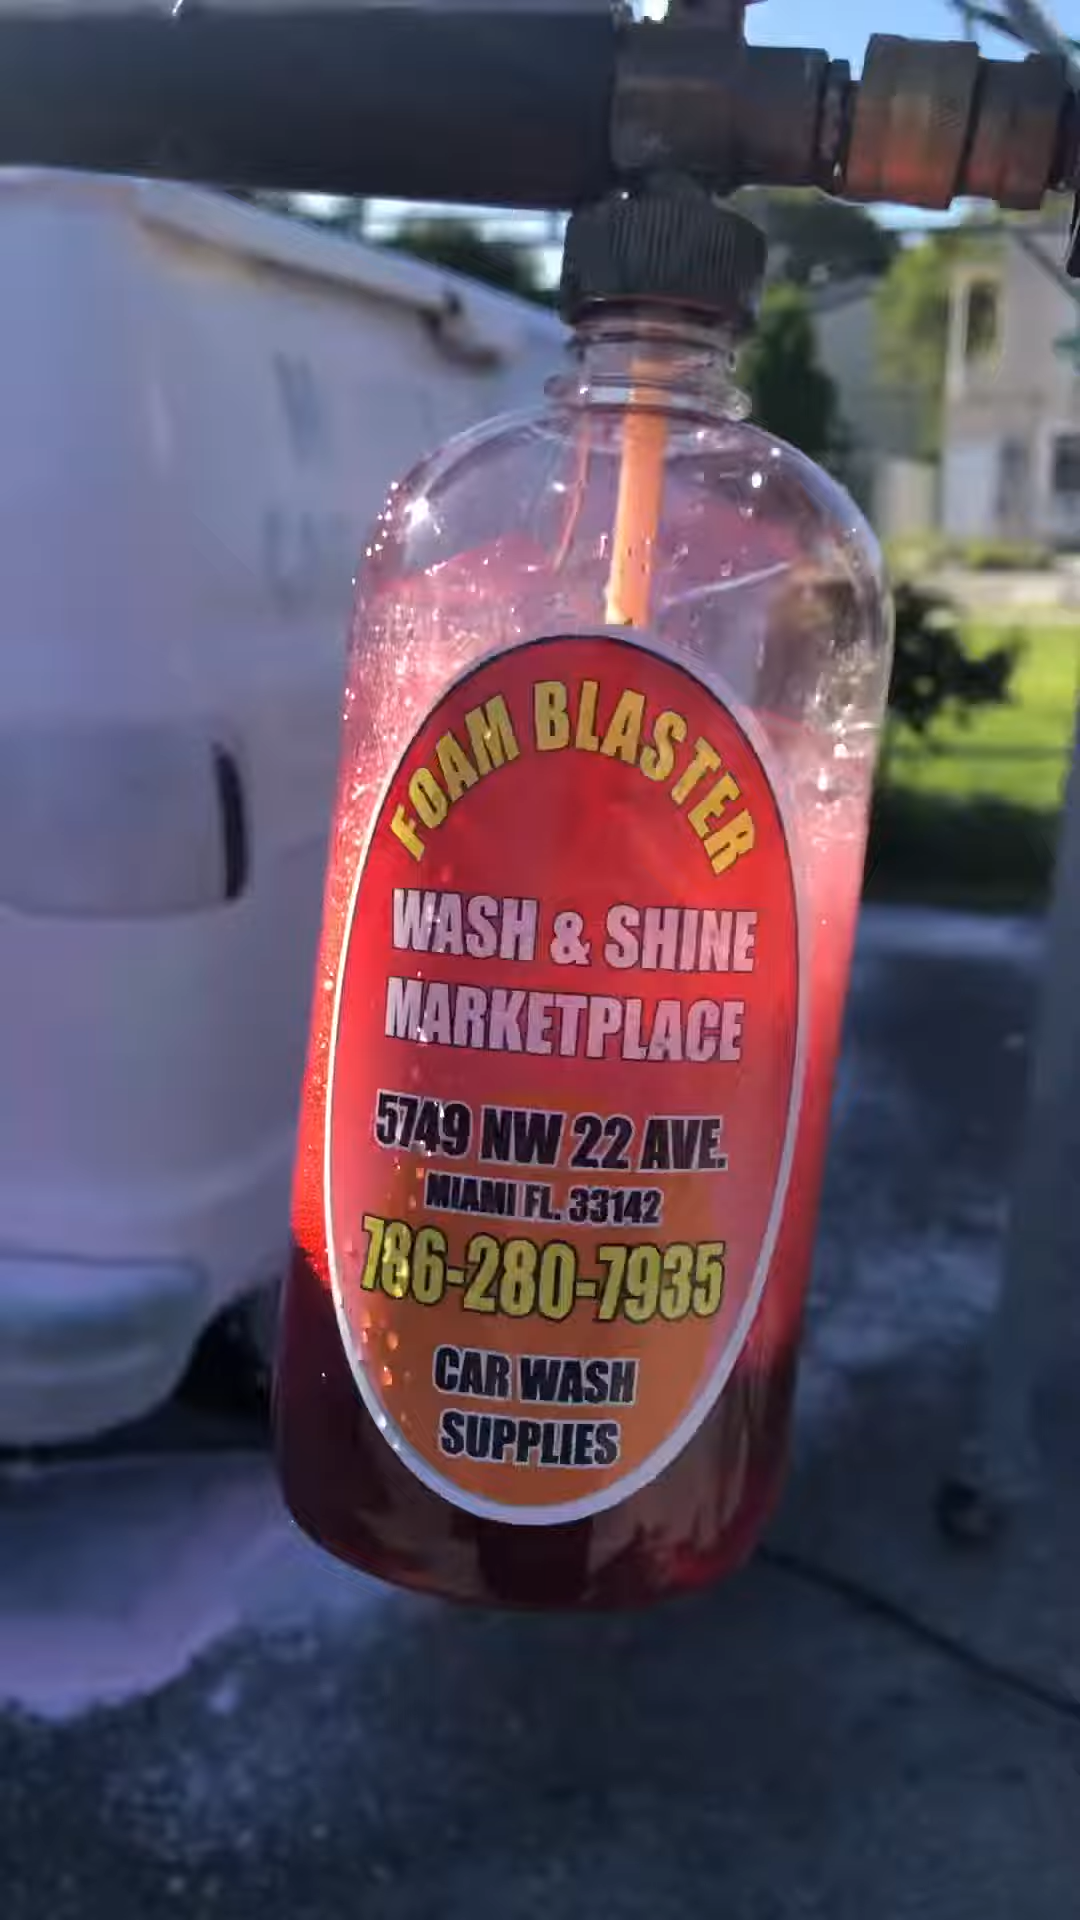 FOAM BLASTER
WASH & SHINE
MARKETPLACE
5749 NW 22 AVE.
MIAMI FL. 33142
786-280-7935
CAR WASH
SUPPLIES